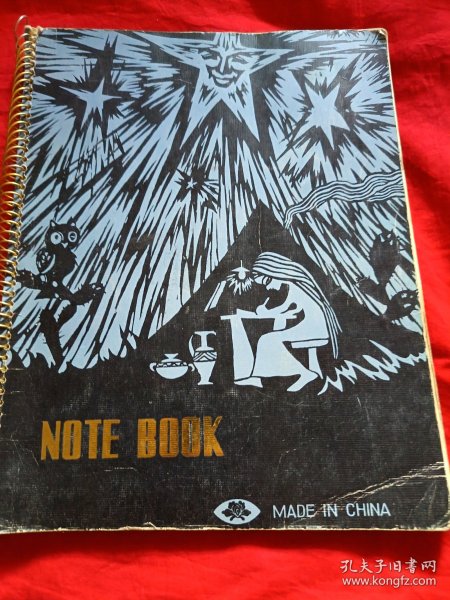 NOTE BOOK
MADE IN CHINA
孔夫子旧书网
www.kongfz.com